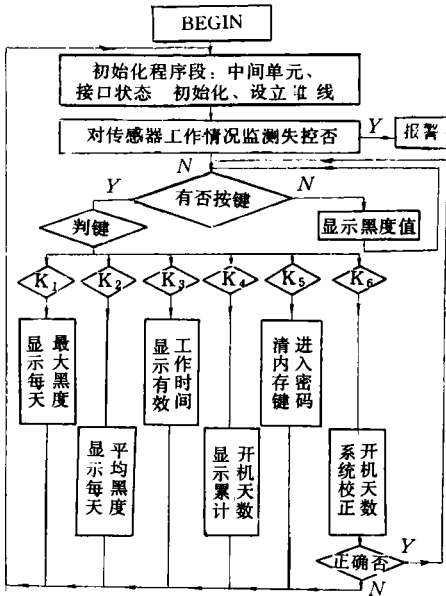 BEGIN
初始化程序段：中间单元、
接口状态 初始化、设立 线
对传感器工作情况监测失控否
Y
报警
N
Y
有否按键
N
判键
显示黑度值
K1
K2
K3
K4
K5
K6
显示每天
最大黑度
显示每天
平均黑度
显示有效
工作时间
显示累计
开机天数
清内存键
进入密码
系统校正
开机天数
正确否
Y
N